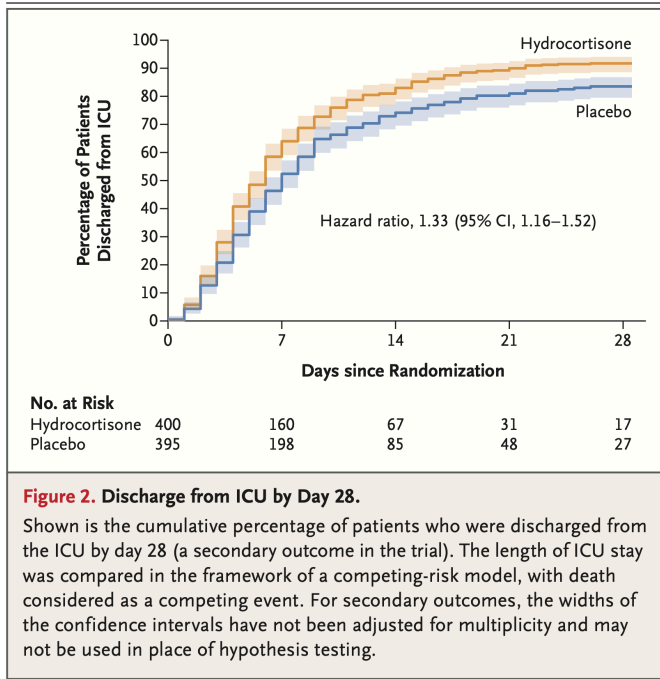 100
90
80
70
60
50
40
30
20
10
0
Percentage of Patients
Discharged from ICU
Hydrocortisone
Placebo
Hazard ratio, 1.33 (95% CI, 1.16–1.52)
0 7 14 21 28
Days since Randomization
No. at Risk
Hydrocortisone 400 160 67 31 17
Placebo 395 198 85 48 27
Figure 2. Discharge from ICU by Day 28.
Shown is the cumulative percentage of patients who were discharged from
the ICU by day 28 (a secondary outcome in the trial). The length of ICU stay
was compared in the framework of a competing-risk model, with death
considered as a competing event. For secondary outcomes, the widths of
the confidence intervals have not been adjusted for multiplicity and may
not be used in place of hypothesis testing.